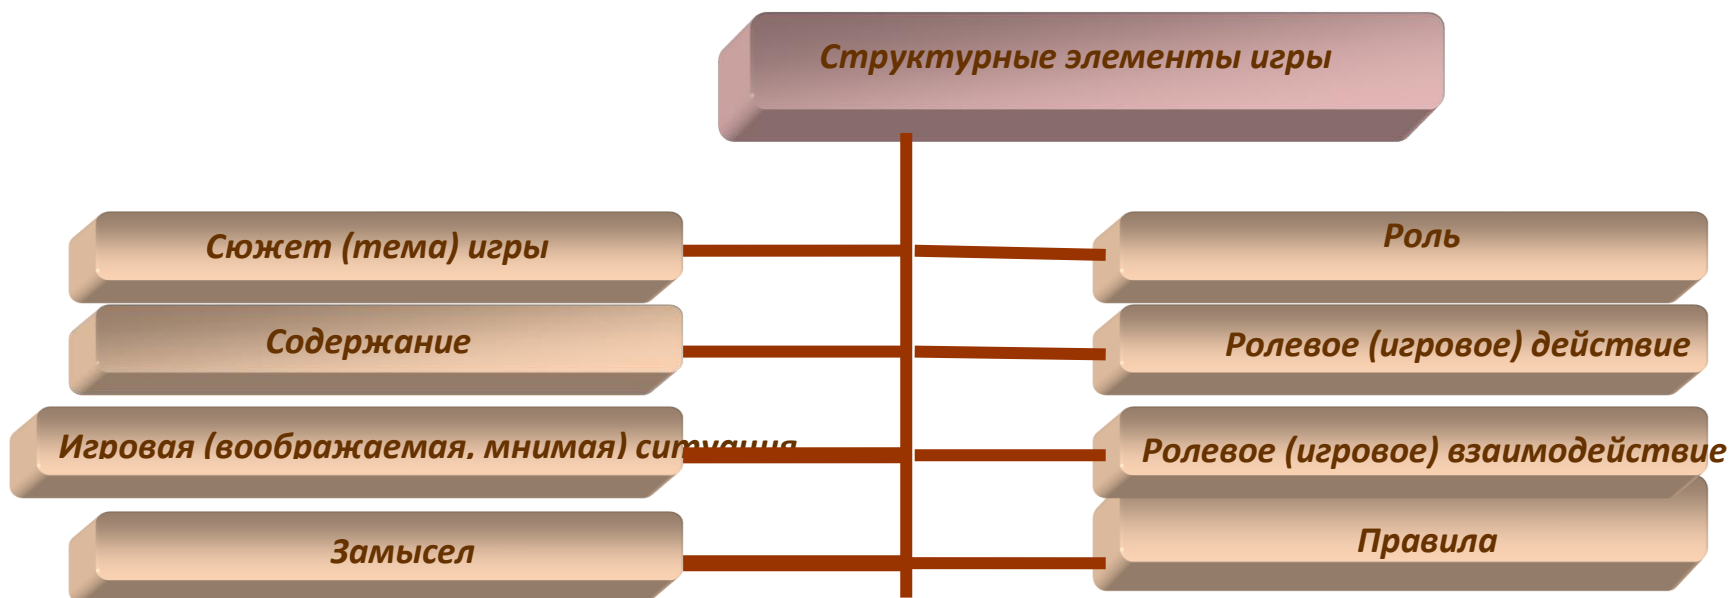 Структурные элементы игры
Сюжет (тема) игры
Содержание
Игровая (воображаемая, мнимая) ситуация
Замысел
Роль
Ролевое (игровое) действие
Ролевое (игровое) взаимодействие
Правила